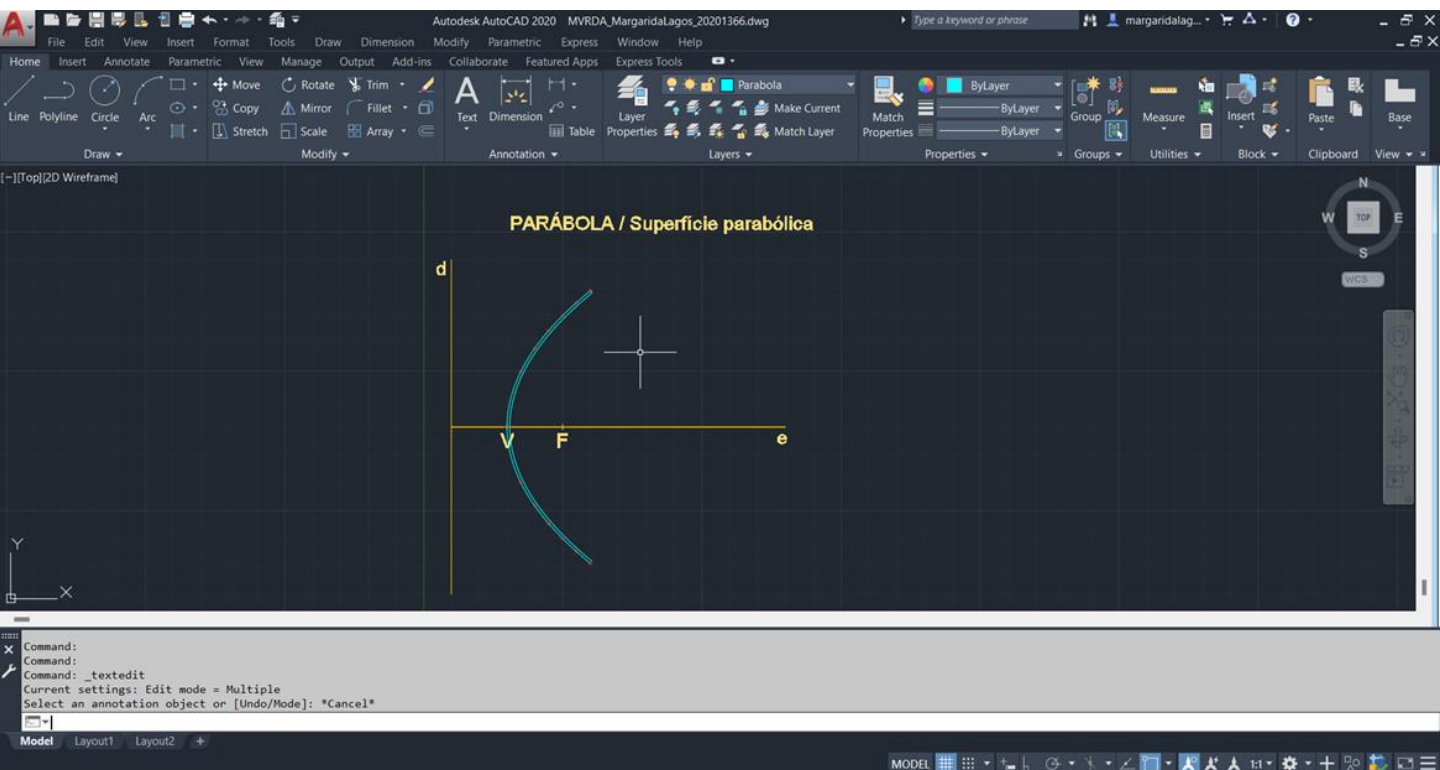 Autodesk AutoCAD 2020 MVRDA_MargaridaLagos_20201366.dwg
Type a keyword or phrase
margaridalag...
File Edit View Insert Format Tools Draw Dimension Modify Parametric Express Window Help
Home Insert Annotate Parametric View Manage Output Add-ins Collaborate Featured Apps Express Tools
Line Polyline Circle Arc
Move Rotate Trim
Copy Mirror Fillet
Stretch Scale Array
Text Dimension
Table
Layer Properties
Parabola
Make Current
Match Layer
Match Properties
ByLayer
ByLayer
ByLayer
Group
Measure
Insert
Paste
Base
Draw Modify Annotation Layers Properties Groups Utilities Block Clipboard View
[-][Top][2D Wireframe]
PARÁBOLA / Superfície parabólica
N
W TOP E
S
WCS
d
V F e
Y
X
Command:
Command:
Command: _textedit
Current settings: Edit mode = Multiple
Select an annotation object or [Undo/Mode]: *Cancel*
Model Layout1 Layout2 +
MODEL 1:1